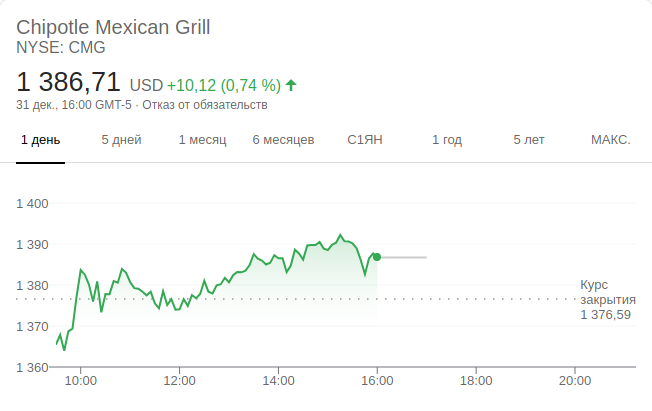 Chipotle Mexican Grill
NYSE: CMG
1 386,71 USD +10,12 (0,74 %)
31 дек., 16:00 GMT-5 · Отказ от обязательств
1 день 5 дней 1 месяц 6 месяцев С1ЯН 1 год 5 лет МАКС.
1 400
1 390
1 380
1 370
1 360
Курс
закрытия
1 376,59
10:00 12:00 14:00 16:00 18:00 20:00